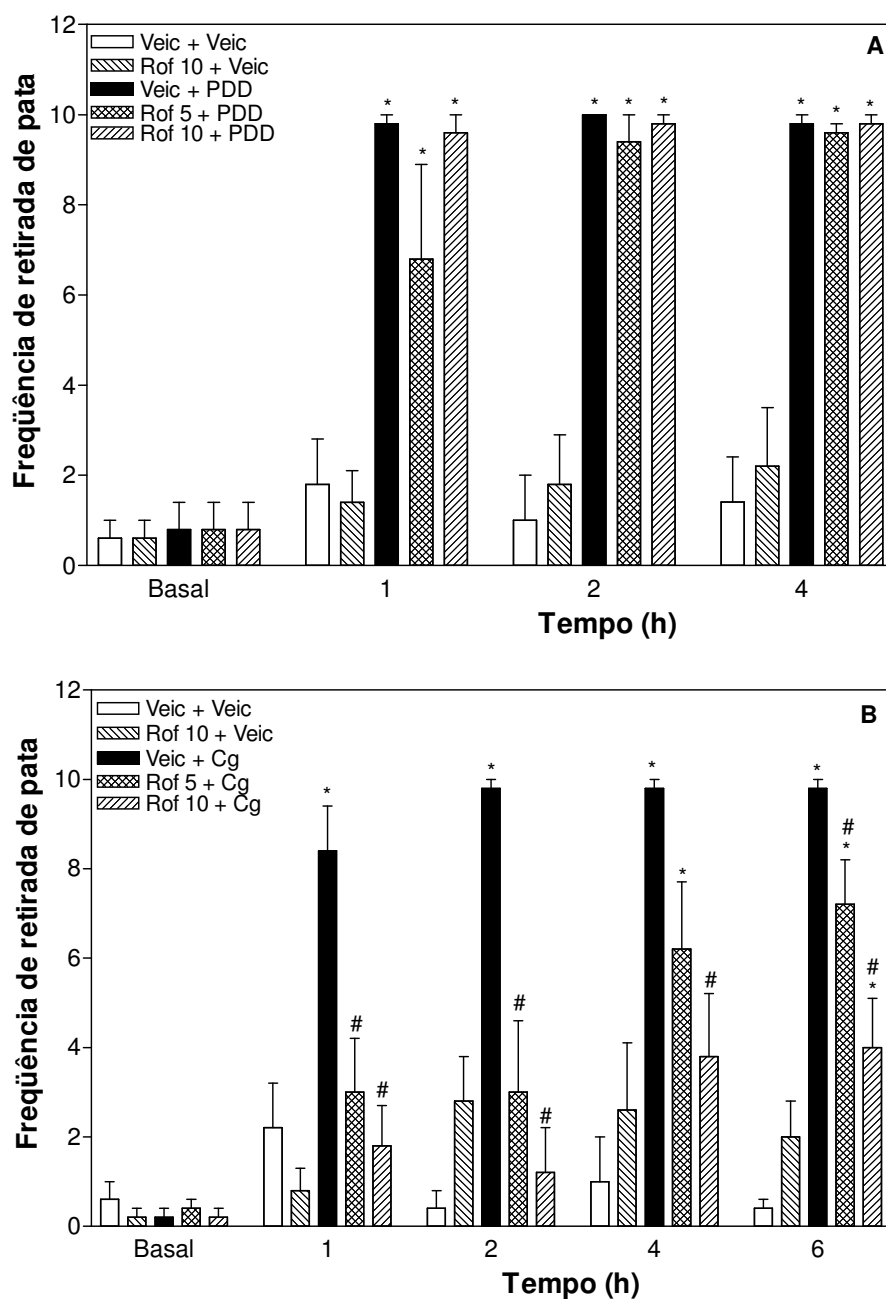 A
12
10
8
6
4
2
0
Freqüência de retirada de pata
Veic + Veic
Rof 10 + Veic
Veic + PDD
Rof 5 + PDD
Rof 10 + PDD
* * *
* * *
* * *
Basal 1 2 4
Tempo (h)
B
12
10
8
6
4
2
0
Freqüência de retirada de pata
Veic + Veic
Rof 10 + Veic
Veic + Cg
Rof 5 + Cg
Rof 10 + Cg
* # #
* # #
* * #
* # * # *
Basal 1 2 4 6
Tempo (h)